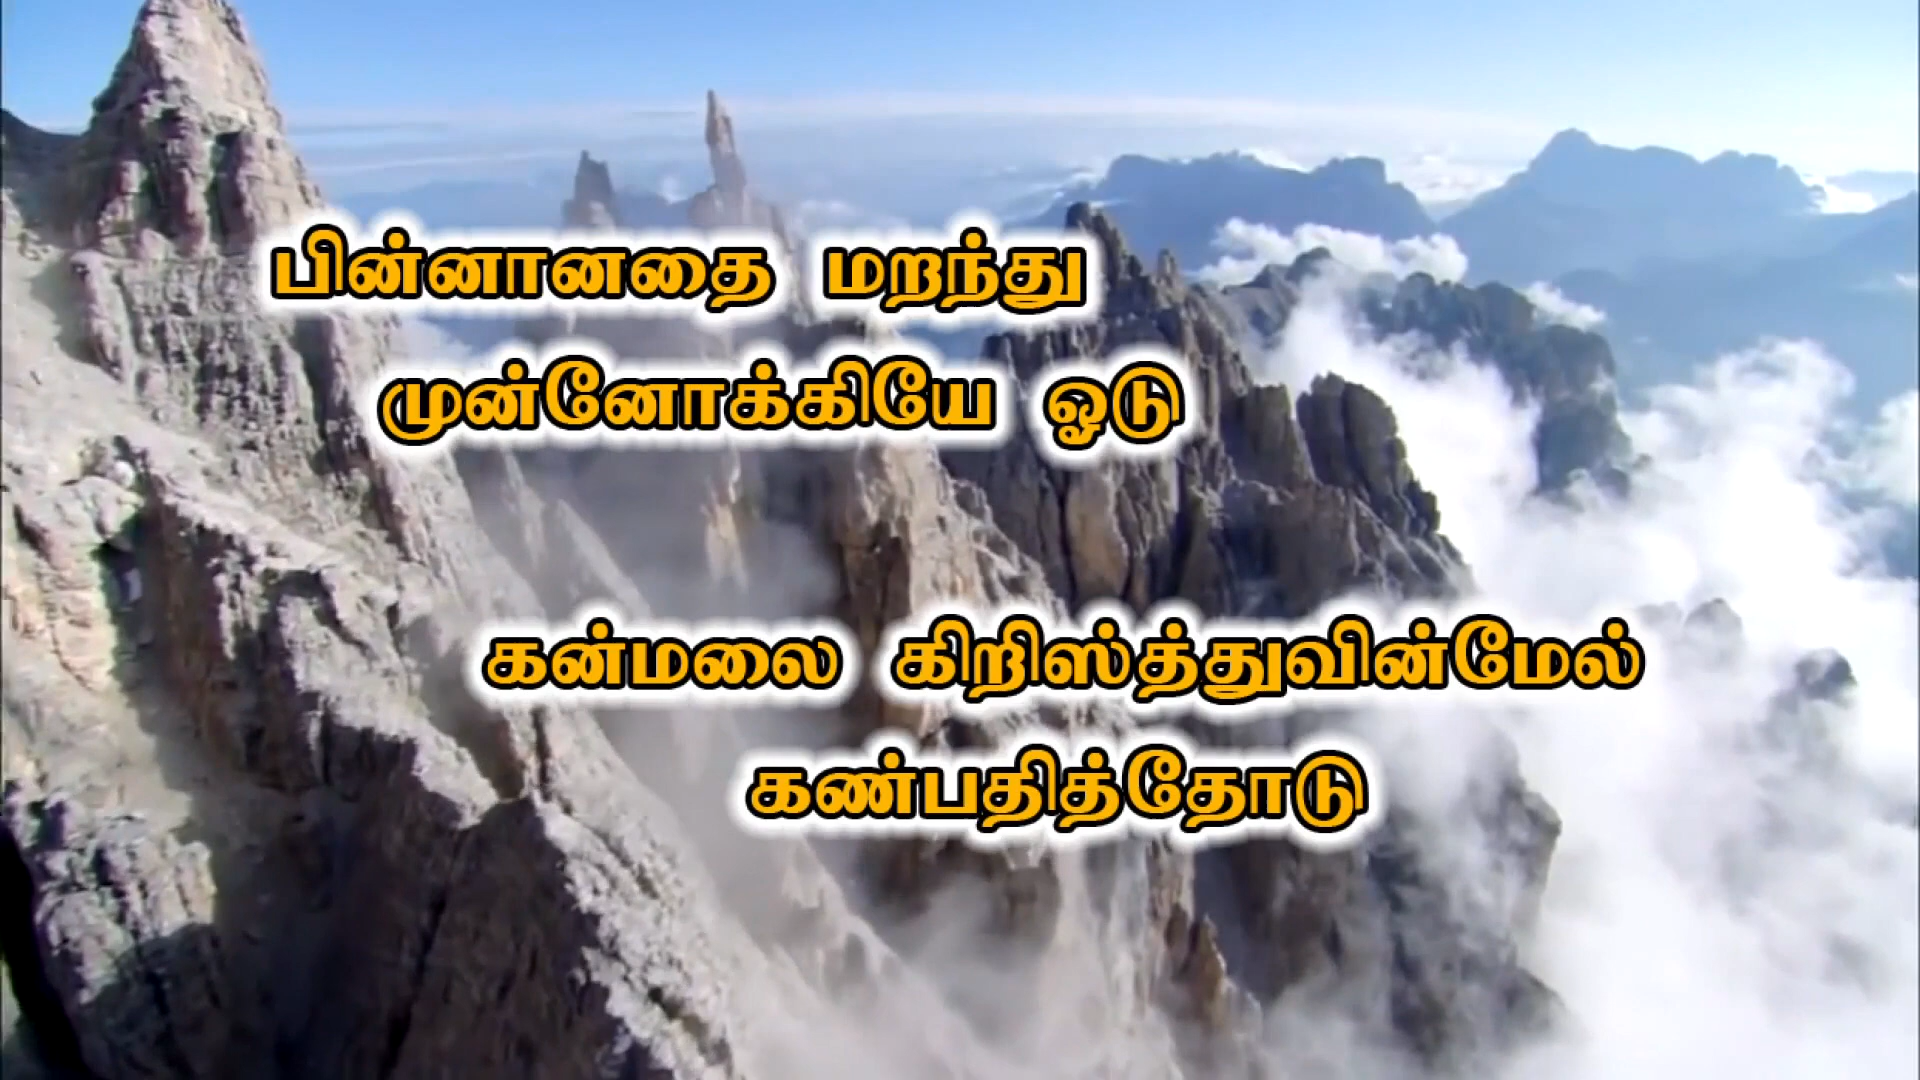 பின்னானதை மறந்து
முன்னோக்கியே ஓடு
கன்மலை கிறிஸ்த்துவின்மேல்
கண்பதித்தோடு